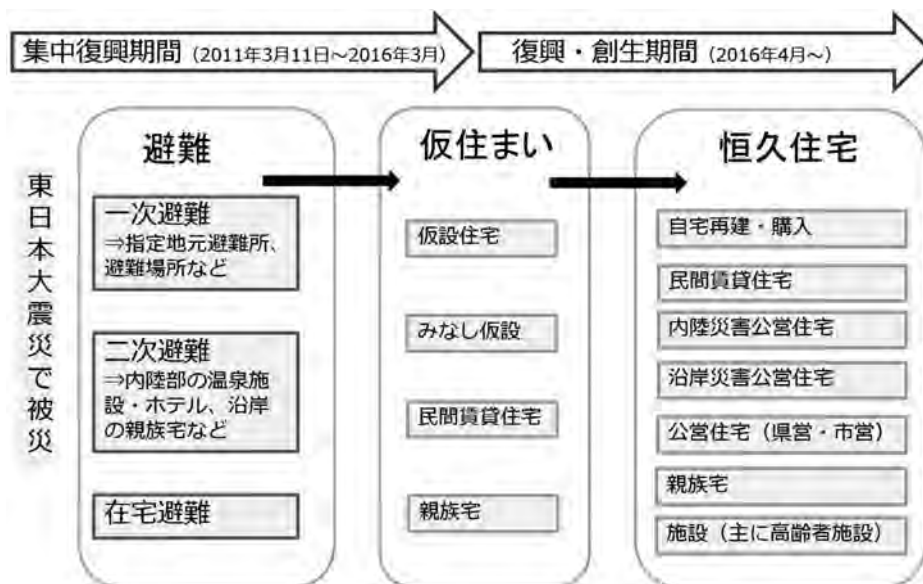 集中復興期間（2011年3月11日～2016年3月）
復興・創生期間（2016年4月～）
東日本大震災で被災
避難
一次避難
⇒指定地元避難所、
避難場所など
二次避難
⇒内陸部の温泉施
設・ホテル、沿岸
の親族宅など
在宅避難
仮住まい
仮設住宅
みなし仮設
民間賃貸住宅
親族宅
恒久住宅
自宅再建・購入
民間賃貸住宅
内陸災害公営住宅
沿岸災害公営住宅
公営住宅（県営・市営）
親族宅
施設（主に高齢者施設）